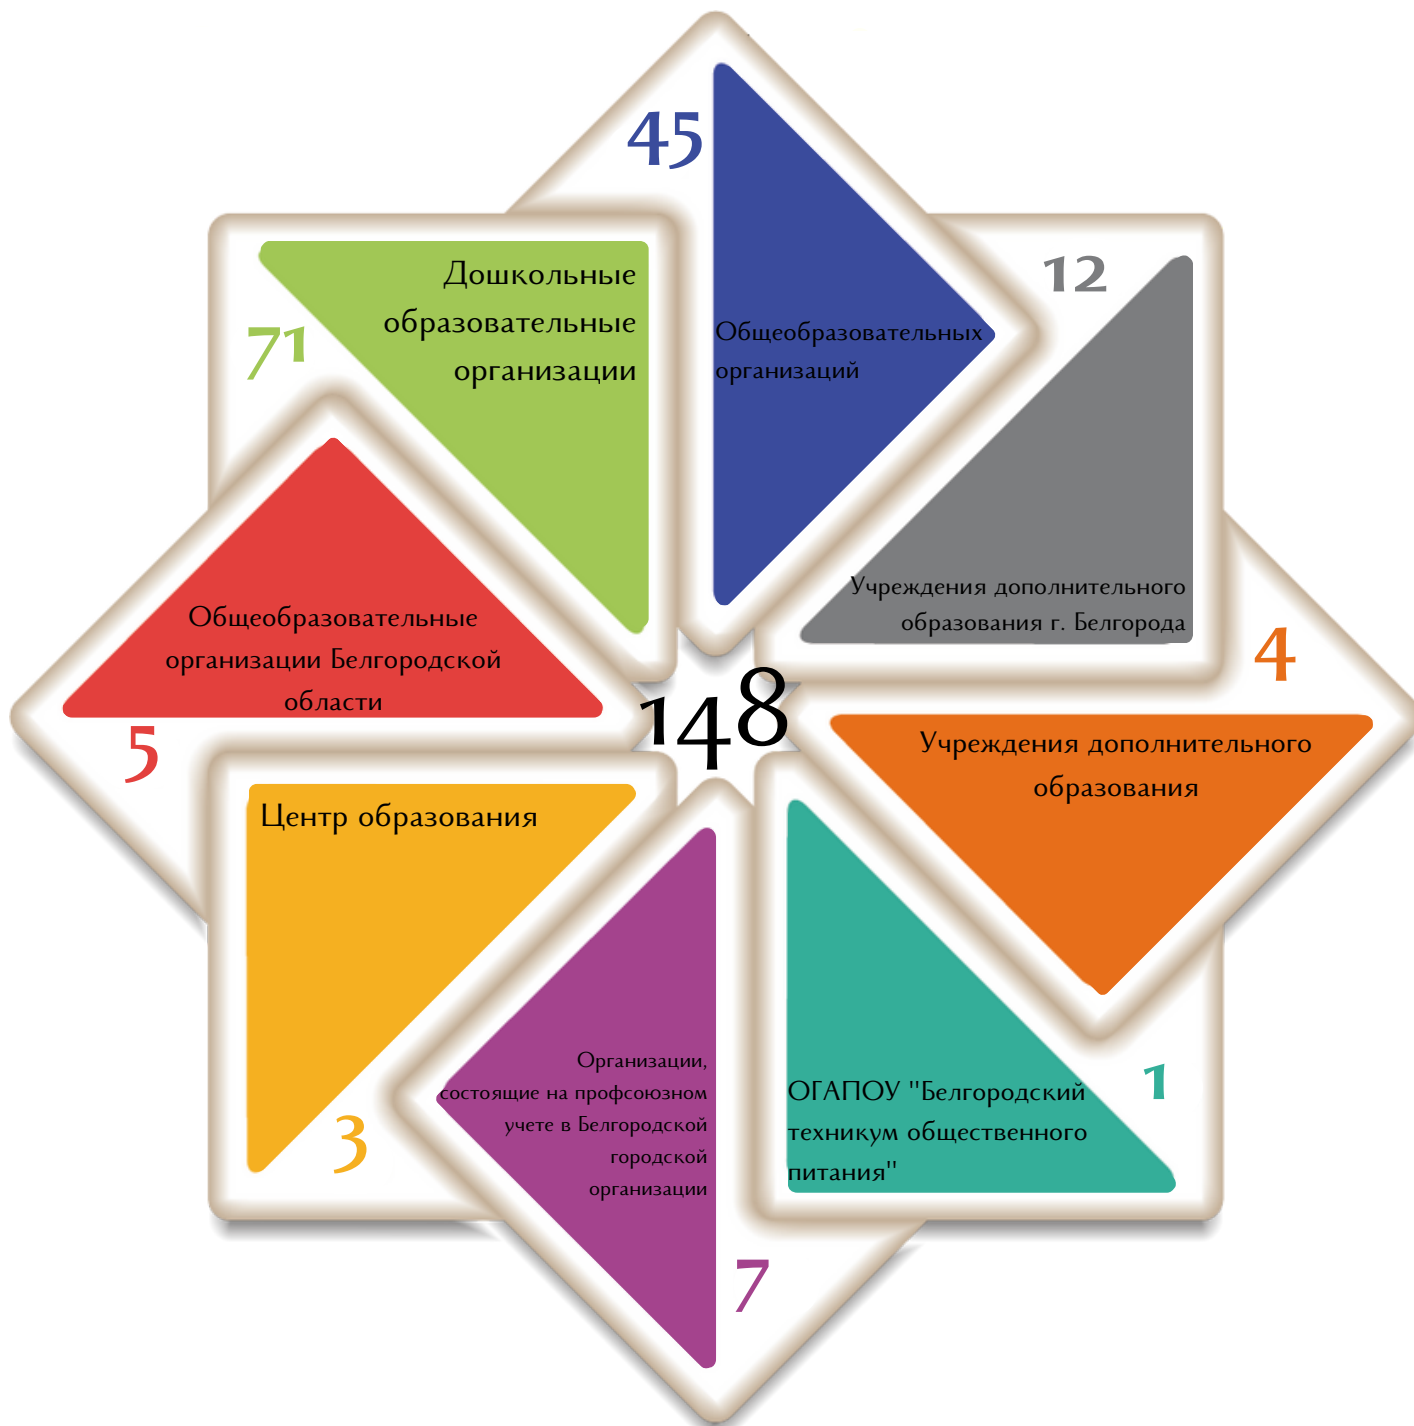 45
Общеобразовательных
организаций
12
Учреждения дополнительного
образования г. Белгорода
4
Учреждения дополнительного
образования
1
ОГАПОУ "Белгородский
техникум общественного
питания"
7
Организации,
состоящие на профсоюзном
учете в Белгородской
городской
организации
3
Центр образования
5
Общеобразовательные
организации Белгородской
области
71
Дошкольные
образовательные
организации
148